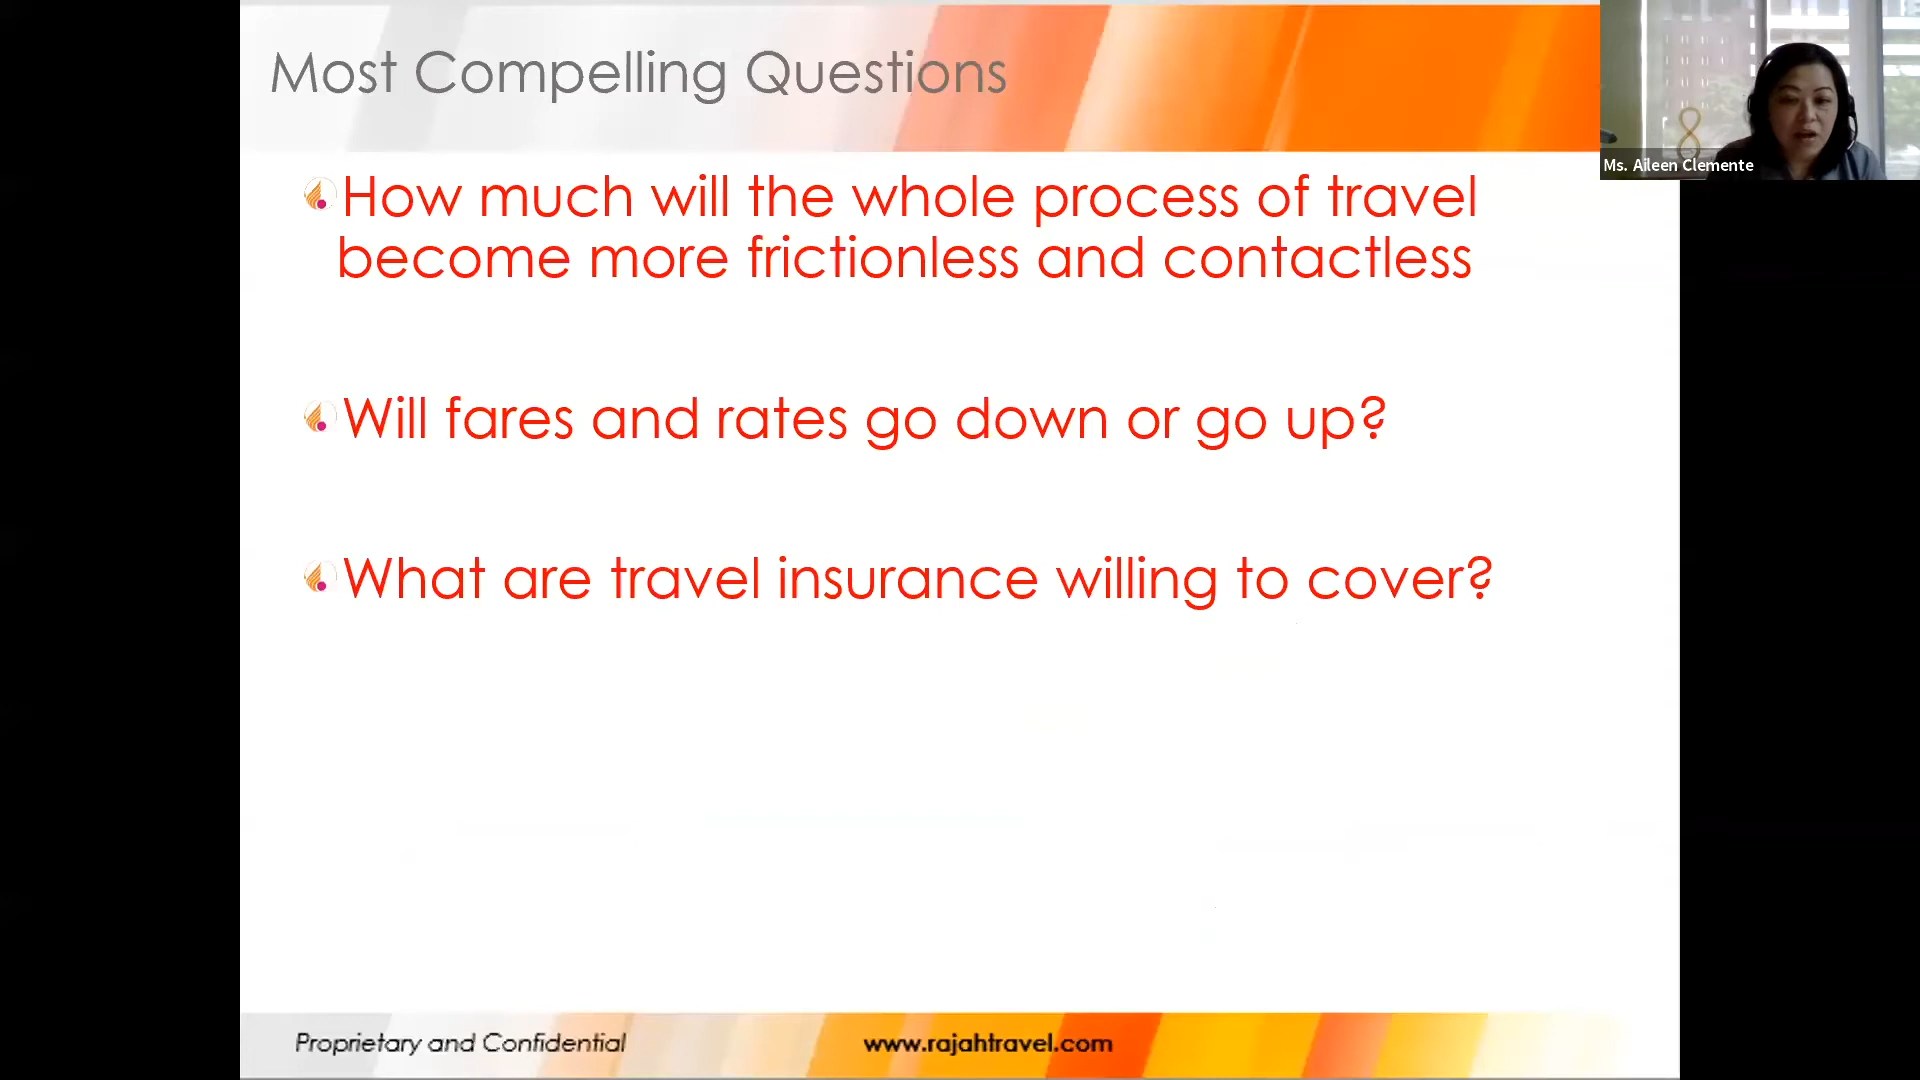 Most Compelling Questions
How much will the whole process of travel
become more frictionless and contactless
Will fares and rates go down or go up?
What are travel insurance willing to cover?
Ms. Aileen Clemente
Proprietary and Confidential
www.rajahtravel.com